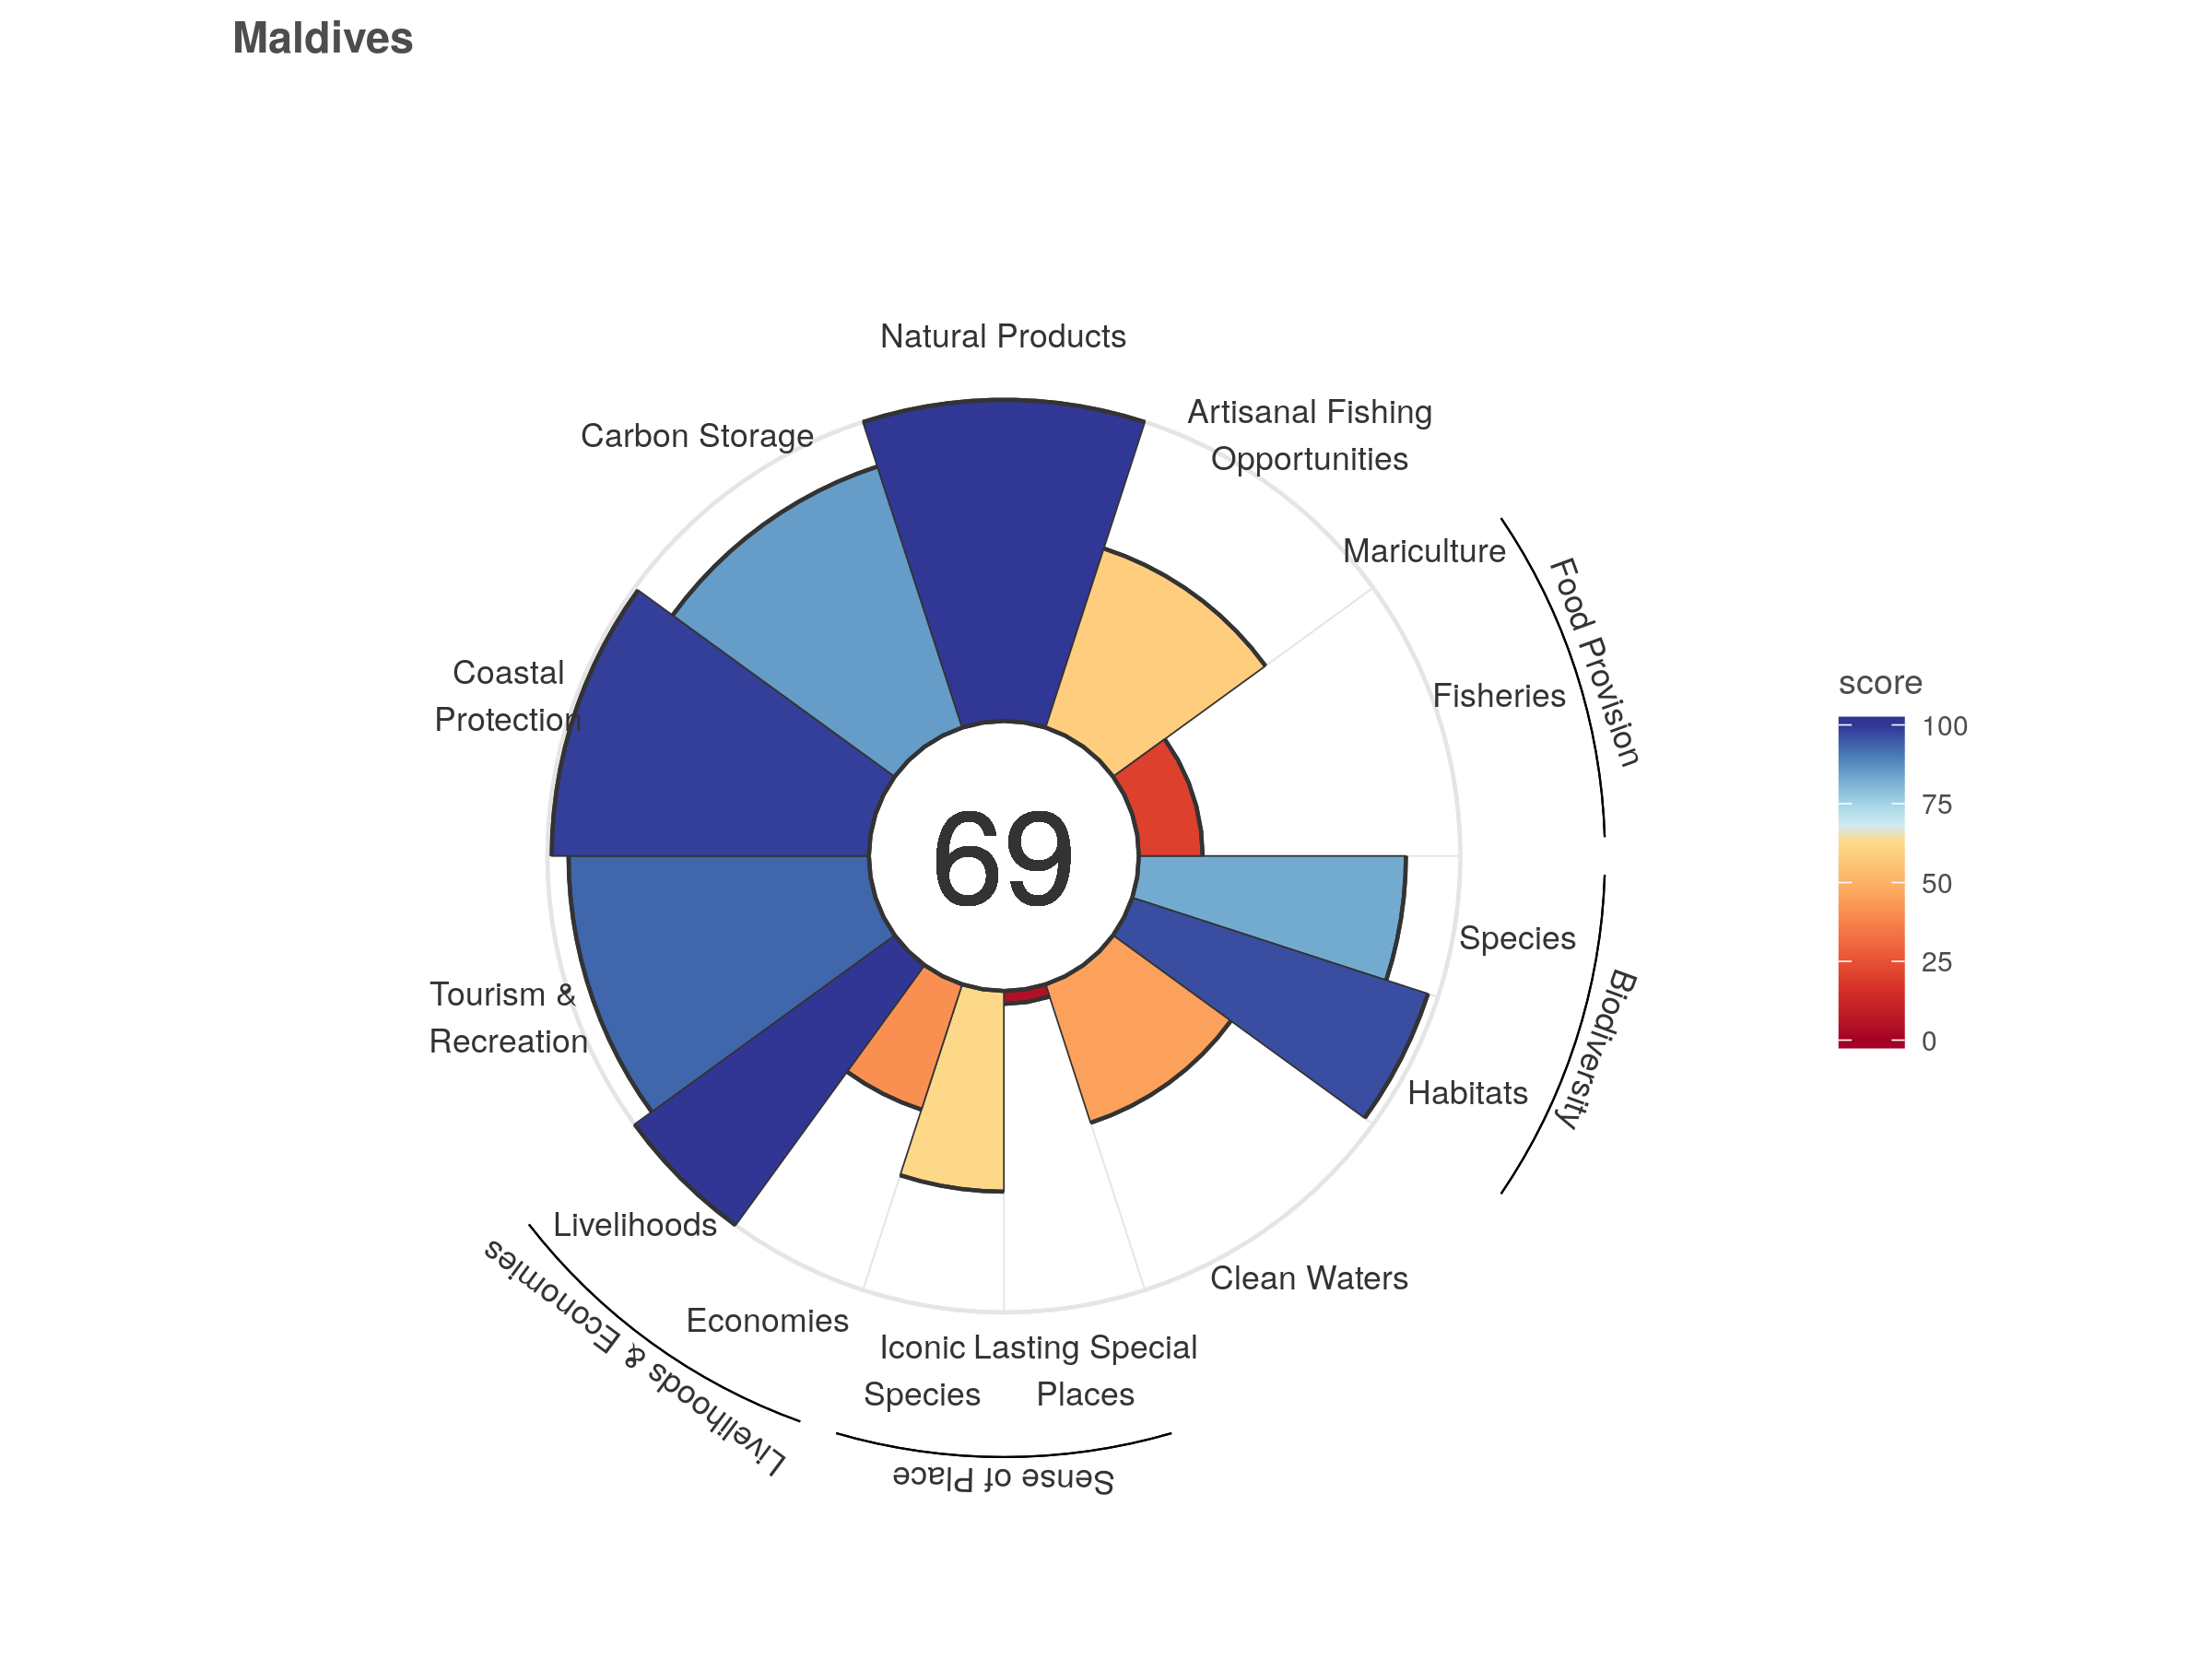 Maldives
Natural Products
Artisanal Fishing
Opportunities
Carbon Storage
Mariculture
Food Provision
Fisheries
Coastal
Protection
score
100
75
50
25
0
69
Species
Biodiversity
Habitats
Tourism &
Recreation
Livelihoods
Livelihoods & Economies
Economies
Clean Waters
Iconic
Species
Lasting Special
Places
Sense of Place